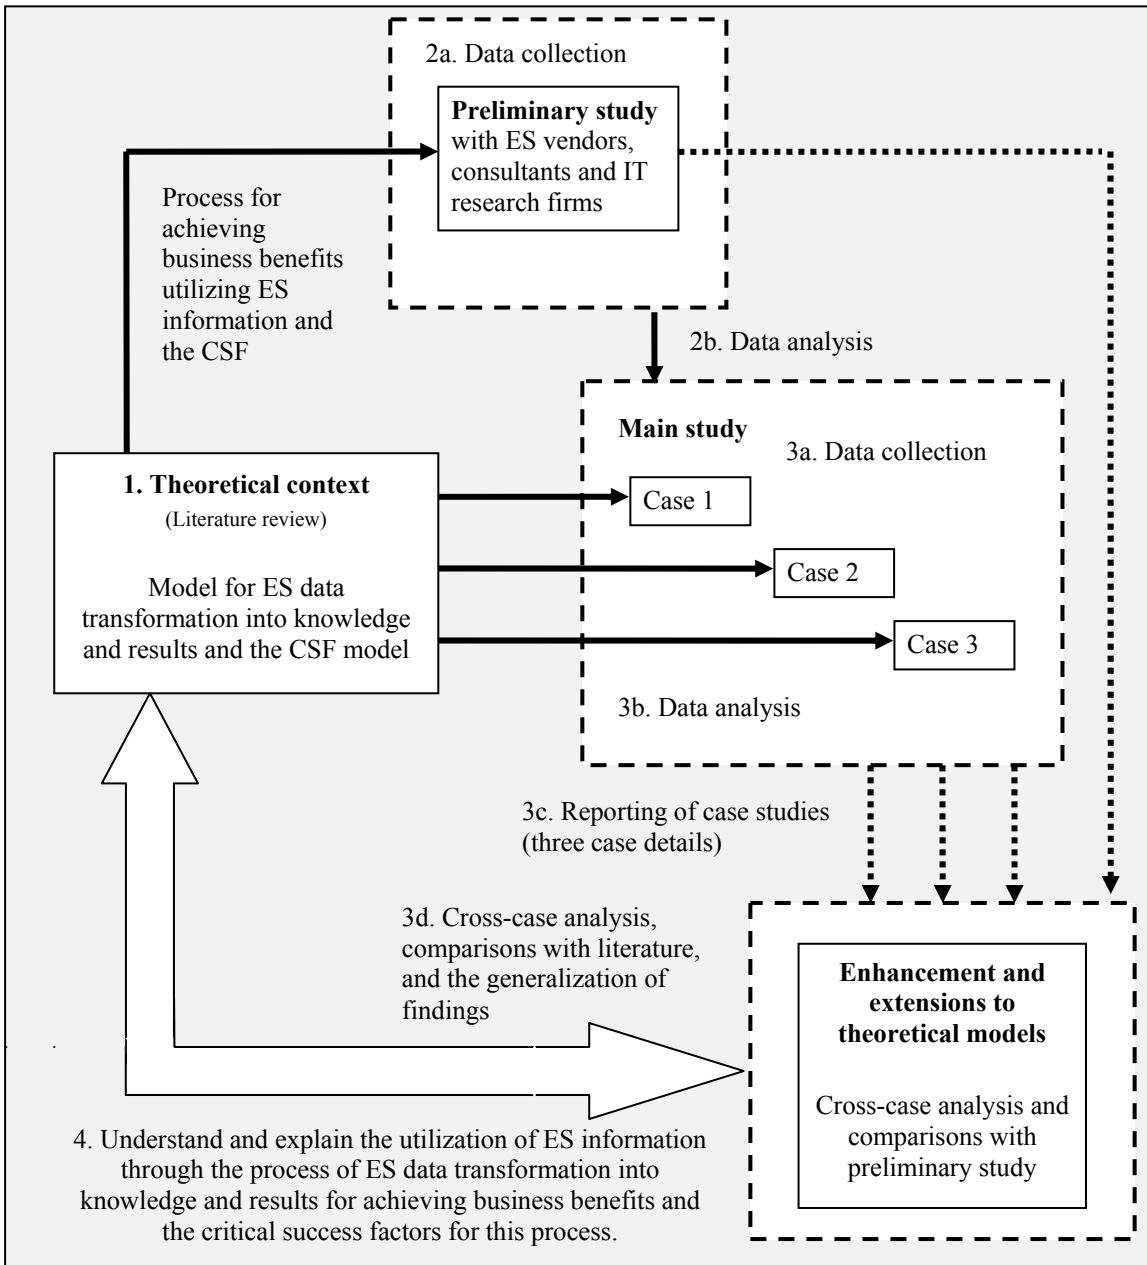 2a. Data collection
Preliminary study
with ES vendors,
consultants and IT
research firms
Process for
achieving
business benefits
utilizing ES
information and
the CSF
2b. Data analysis
Main study
3a. Data collection
Case 1
Case 2
Case 3
3b. Data analysis
1. Theoretical context
(Literature review)
Model for ES data
transformation into knowledge
and results and the CSF model
3c. Reporting of case studies
(three case details)
3d. Cross-case analysis,
comparisons with literature,
and the generalization of
findings
Enhancement and
extensions to
theoretical models
Cross-case analysis and
comparisons with
preliminary study
4. Understand and explain the utilization of ES information
through the process of ES data transformation into
knowledge and results for achieving business benefits and
the critical success factors for this process.